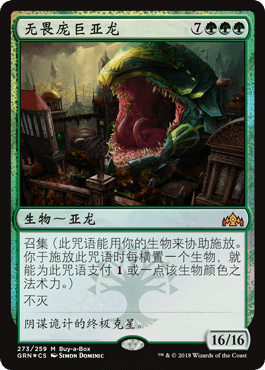 无畏庞巨亚龙 7
生物～亚龙
召集（此咒语能用你的生物来协助施放。
你于施放此咒语时每横置一个生物，就
能为此咒语支付 1 或一点该生物颜色之
法术力。）
不灭
阴谋诡计的终极克星。
273/259 M Buy-a-Box
GRN★CS SIMON DOMINIC
16/16
™ & © 2018 Wizards of the Coast